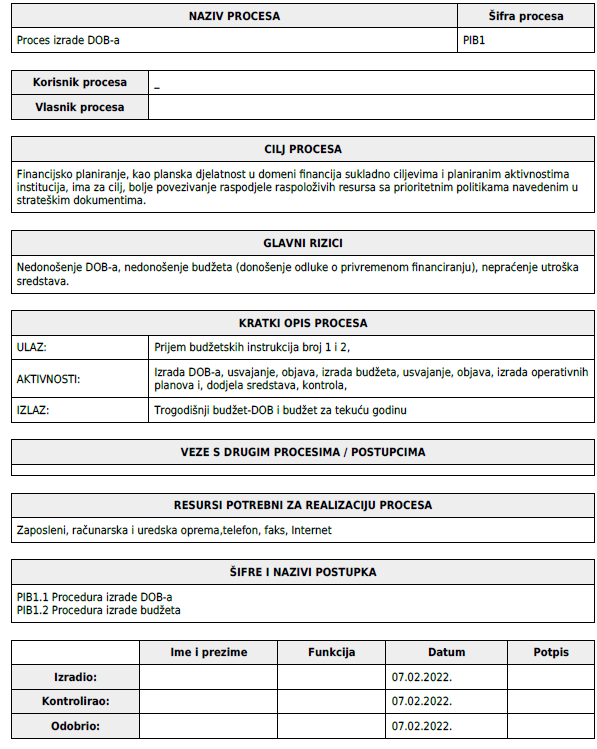 NAZIV PROCESA Šifra procesa
Proces izrade DOB-a PIB1
Korisnik procesa _
Vlasnik procesa
CILJ PROCESA
Financijsko planiranje, kao planska djelatnost u domeni financija sukladno ciljevima i planiranim aktivnostima
institucija, ima za cilj, bolje povezivanje raspodjele raspoloživih resursa sa prioritetnim politikama navedenim u
strateškim dokumentima.
GLAVNI RIZICI
Nedonošenje DOB-a, nedonošenje budžeta (donošenje odluke o privremenom financiranju), nepraćenje utroška
sredstava.
KRATKI OPIS PROCESA
ULAZ: Prijem budžetskih instrukcija broj 1 i 2,
AKTIVNOSTI: Izrada DOB-a, usvajanje, objava, izrada budžeta, usvajanje, objava, izrada operativnih
planova i, dodjela sredstava, kontrola,
IZLAZ: Trogodišnji budžet-DOB i budžet za tekuću godinu
VEZE S DRUGIM PROCESIMA / POSTUPCIMA
RESURSI POTREBNI ZA REALIZACIJU PROCESA
Zaposleni, računarska i uredska oprema,telefon, faks, Internet
ŠIFRE I NAZIVI POSTUPKA
PIB1.1 Procedura izrade DOB-a
PIB1.2 Procedura izrade budžeta
Ime i prezime Funkcija Datum Potpis
Izradio: 07.02.2022.
Kontrolirao: 07.02.2022.
Odobrio: 07.02.2022.